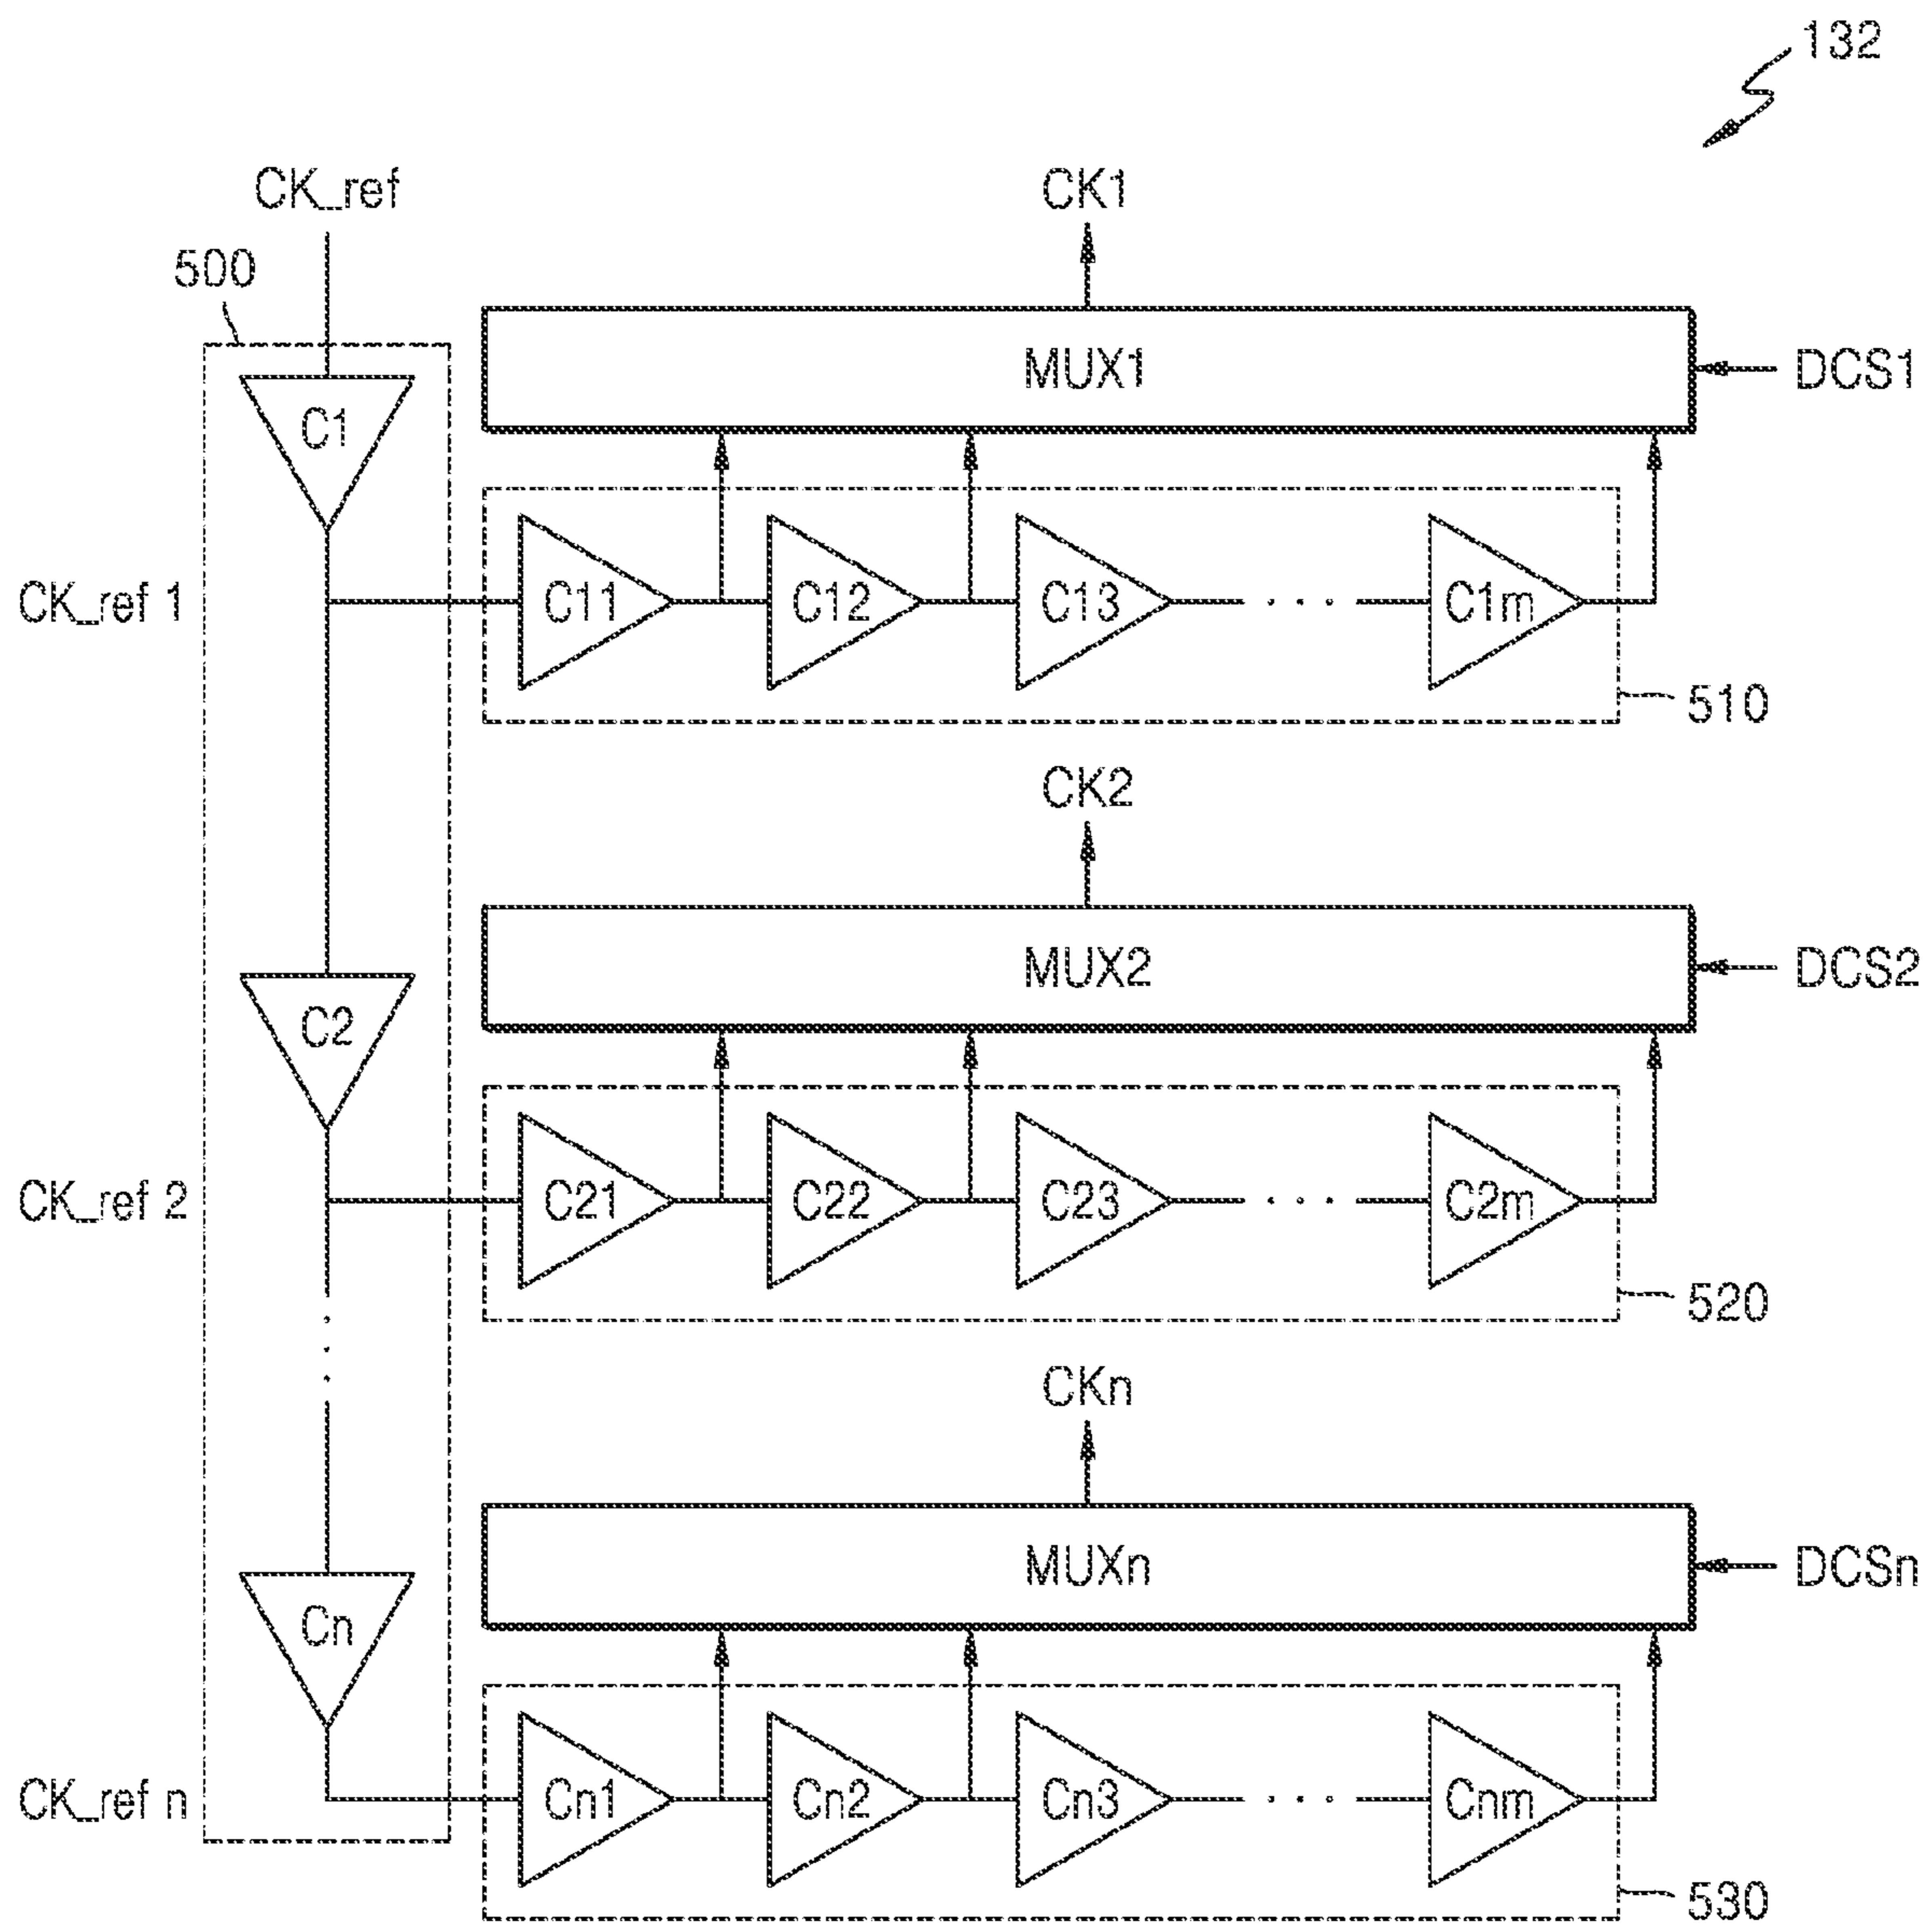 132
CK_ref
CK1
500
MUX1
DCS1
C1
CK_ref 1
C11
C12
C13
. . .
C1m
510
CK2
MUX2
DCS2
C2
CK_ref 2
C21
C22
C23
. . .
C2m
520
CKn
MUXn
DCSn
Cn
CK_ref n
Cn1
Cn2
Cn3
. . .
Cnm
530